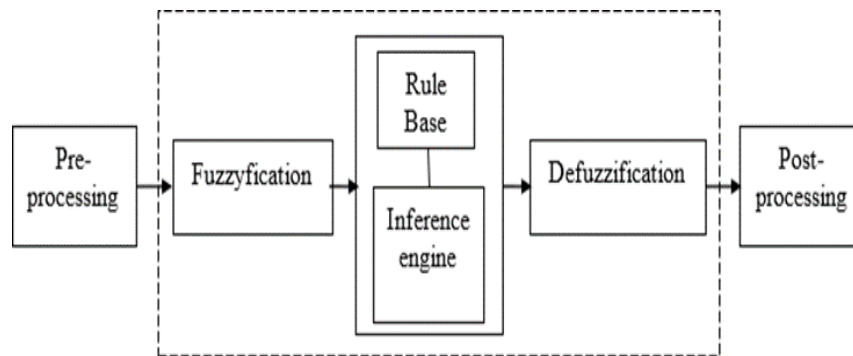 Pre-
processing
Fuzzyfication
Rule
Base
Inference
engine
Defuzzification
Post-
processing